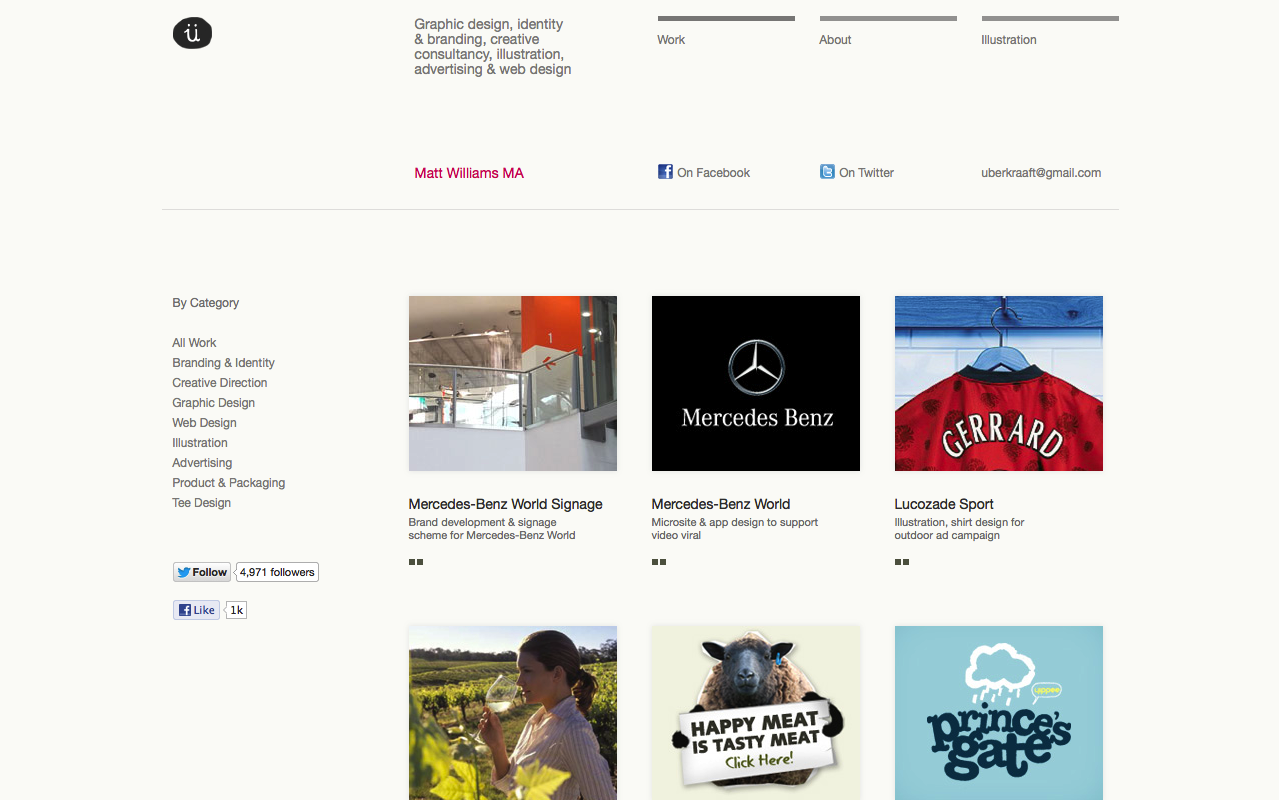 ü
Graphic design, identity
& branding, creative
consultancy, illustration,
advertising & web design
Work
About
Illustration
Matt Williams MA
On Facebook
On Twitter
uberkraaft@gmail.com
By Category
All Work
Branding & Identity
Creative Direction
Graphic Design
Web Design
Illustration
Advertising
Product & Packaging
Tee Design
Follow
4,971 followers
Like
1k
1
Mercedes-Benz World Signage
Brand development & signage
scheme for Mercedes-Benz World
Mercedes Benz
Mercedes-Benz World
Microsite & app design to support
video viral
GERRARD
Lucozade Sport
Illustration, shirt design for
outdoor ad campaign
HAPPY MEAT
IS TASTY MEAT
Click Here!
uppee
prince's
gate